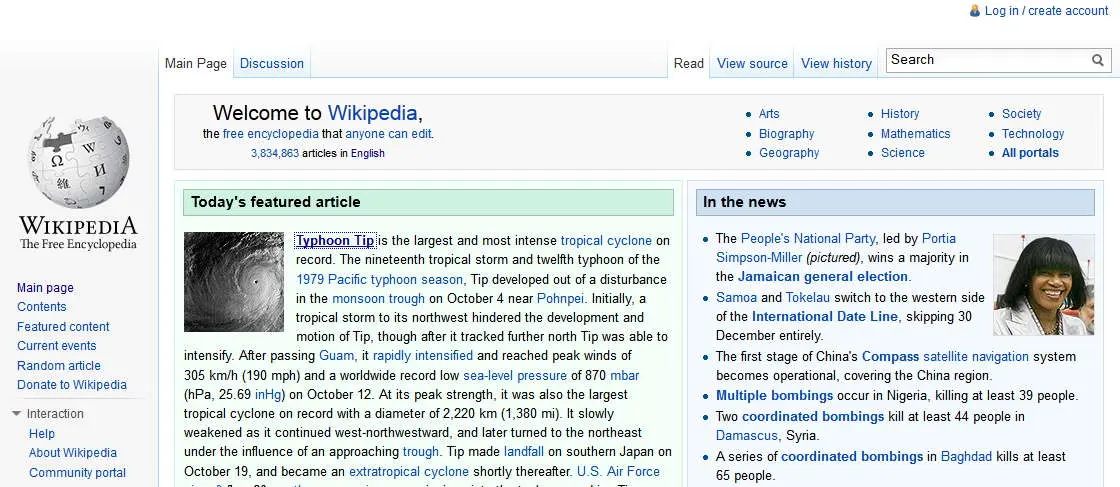 Log in / create account
Main Page
Discussion
Read
View source
View history
Search
Welcome to Wikipedia,
the free encyclopedia that anyone can edit.
3,834,863 articles in English
Arts
Biography
Geography
History
Mathematics
Science
Society
Technology
All portals
Ω
W
И
維
7
WIKIPEDIA
The Free Encyclopedia
Main page
Contents
Featured content
Current events
Random article
Donate to Wikipedia
Interaction
Help
About Wikipedia
Community portal
Today's featured article
Typhoon Tip is the largest and most intense tropical cyclone on
record. The nineteenth tropical storm and twelfth typhoon of the
1979 Pacific typhoon season, Tip developed out of a disturbance
in the monsoon trough on October 4 near Pohnpei. Initially, a
tropical storm to its northwest hindered the development and
motion of Tip, though after it tracked further north Tip was able to
intensify. After passing Guam, it rapidly intensified and reached peak winds of
305 km/h (190 mph) and a worldwide record low sea-level pressure of 870 mbar
(hPa, 25.69 inHg) on October 12. At its peak strength, it was also the largest
tropical cyclone on record with a diameter of 2,220 km (1,380 mi). It slowly
weakened as it continued west-northwestward, and later turned to the northeast
under the influence of an approaching trough. Tip made landfall on southern Japan on
October 19, and became an extratropical cyclone shortly thereafter. U.S. Air Force
In the news
The People's National Party, led by Portia
Simpson-Miller (pictured), wins a majority in
the Jamaican general election.
Samoa and Tokelau switch to the western side
of the International Date Line, skipping 30
December entirely.
The first stage of China's Compass satellite navigation system
becomes operational, covering the China region.
Multiple bombings occur in Nigeria, killing at least 39 people.
Two coordinated bombings kill at least 44 people in
Damascus, Syria.
A series of coordinated bombings in Baghdad kills at least
65 people.